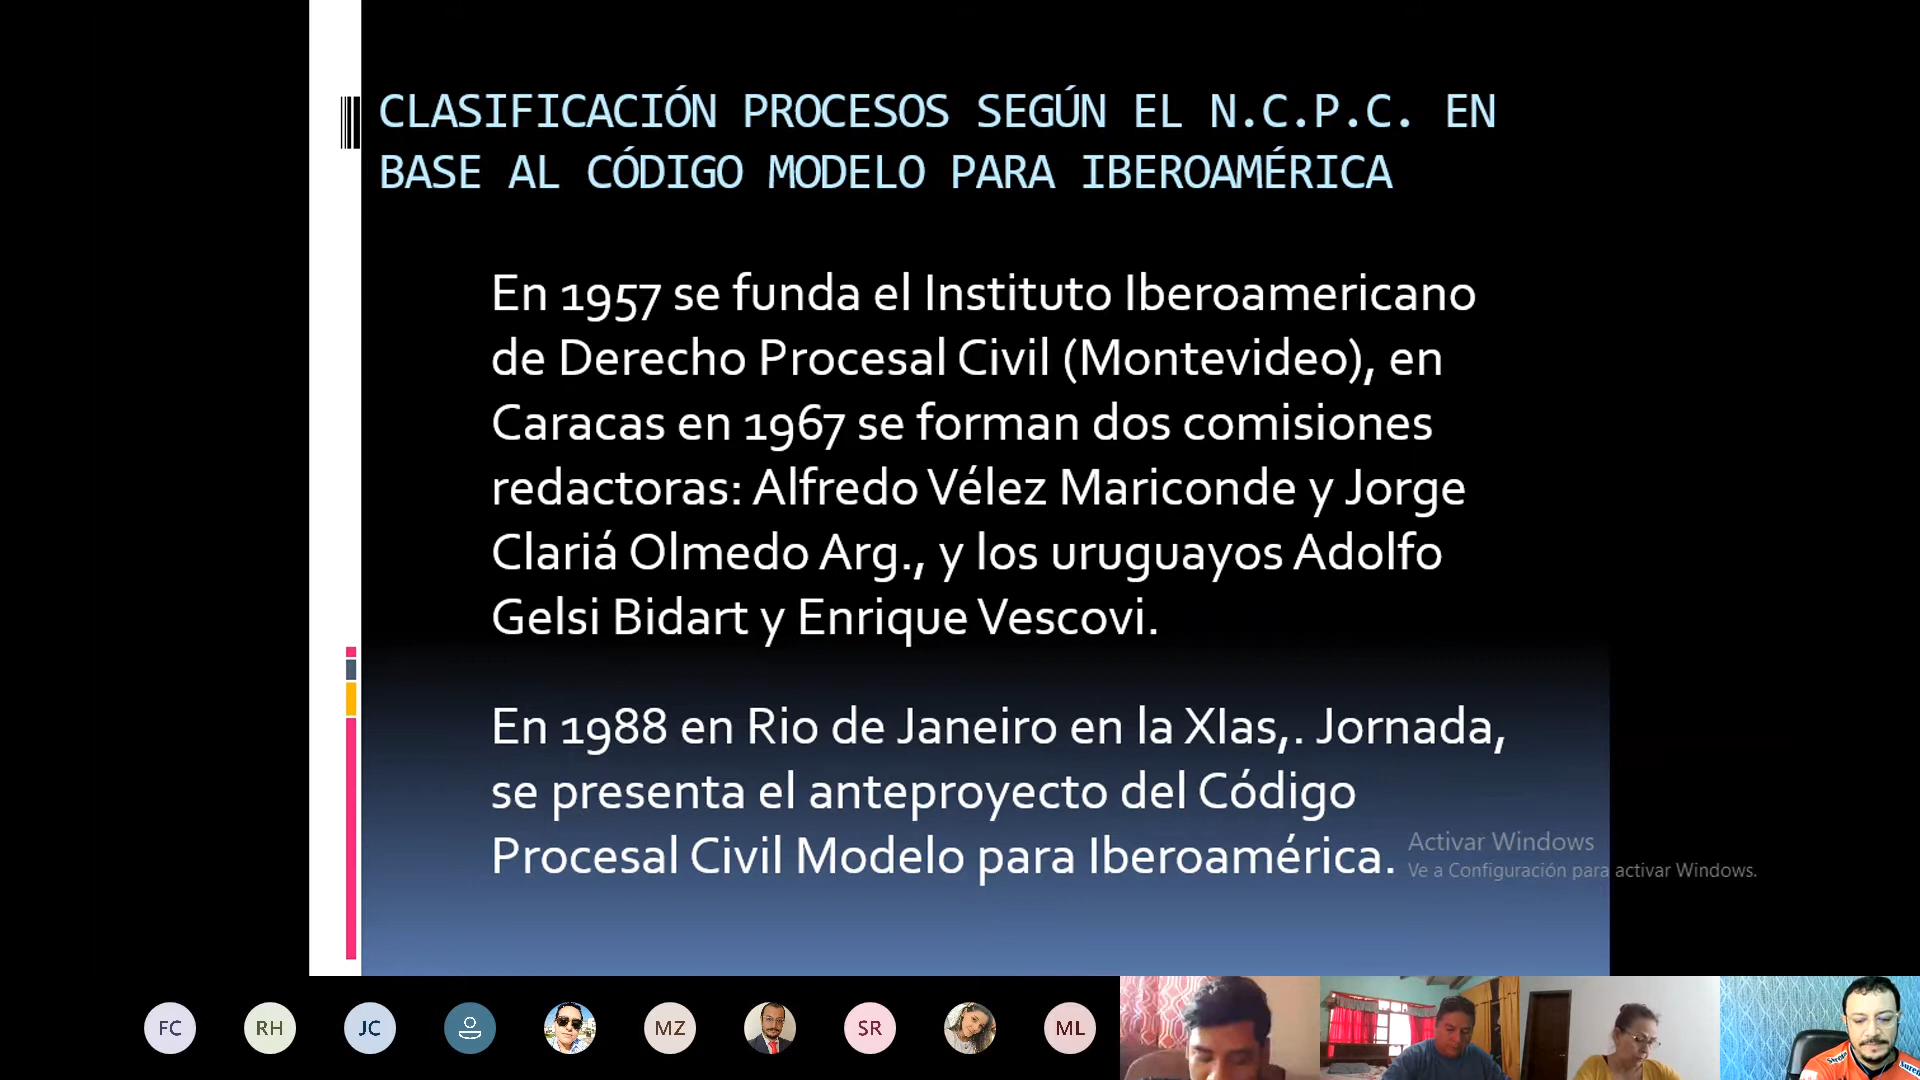 CLASIFICACIÓN PROCESOS SEGÚN EL N.C.P.C. EN
BASE AL CÓDIGO MODELO PARA IBEROAMÉRICA
En 1957 se funda el Instituto Iberoamericano
de Derecho Procesal Civil (Montevideo), en
Caracas en 1967 se forman dos comisiones
redactoras: Alfredo Vélez Mariconde y Jorge
Clariá Olmedo Arg., y los uruguayos Adolfo
Gelsi Bidart y Enrique Vescovi.
En 1988 en Rio de Janeiro en la XIas,. Jornada,
se presenta el anteproyecto del Código
Procesal Civil Modelo para Iberoamérica.
Activar Windows
Ve a Configuración para activar Windows.
FC RH JC MZ SR ML